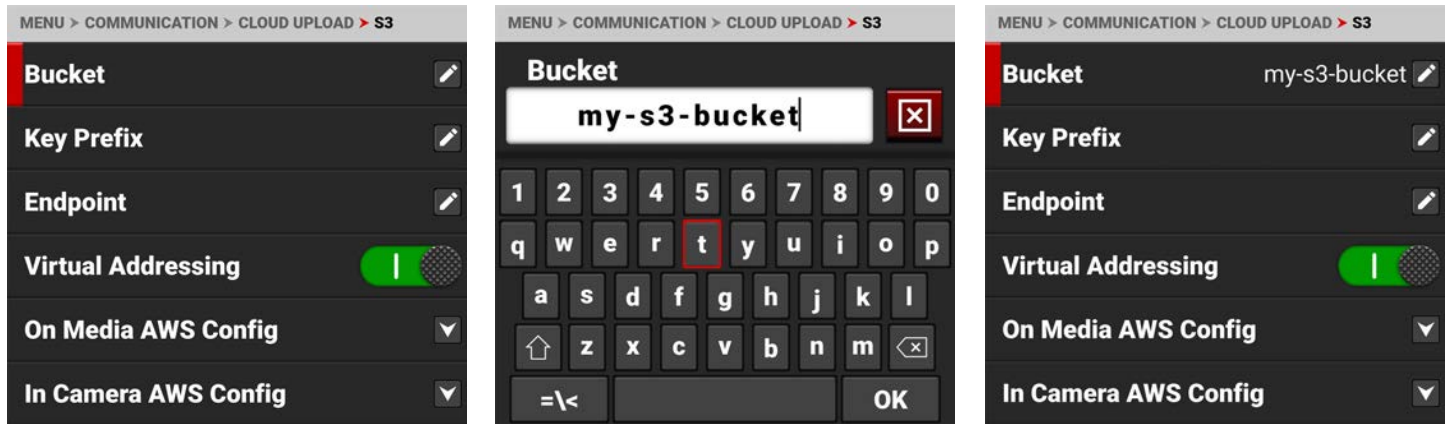 MENU > COMMUNICATION > CLOUD UPLOAD > S3
Bucket
Key Prefix
Endpoint
Virtual Addressing
On Media AWS Config
In Camera AWS Config
MENU > COMMUNICATION > CLOUD UPLOAD > S3
Bucket
my-s3-bucket
1 2 3 4 5 6 7 8 9 0
q w e r t y u i o p
a s d f g h j k l
z x c v b n m
=\< OK
MENU > COMMUNICATION > CLOUD UPLOAD > S3
Bucket my-s3-bucket
Key Prefix
Endpoint
Virtual Addressing
On Media AWS Config
In Camera AWS Config